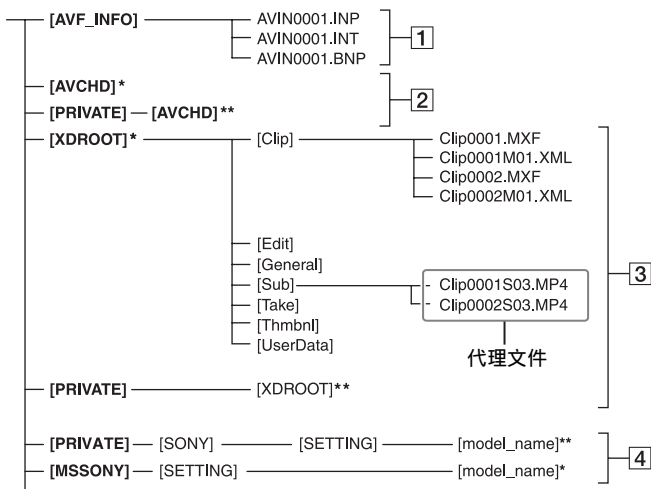 [AVF_INFO] AVIN0001.INP
AVIN0001.INT
AVIN0001.BNP
1
[AVCHD]*
[PRIVATE] [AVCHD]**
2
[XDROOT]* [Clip] Clip0001.MXF
Clip0001M01.XML
Clip0002.MXF
Clip0002M01.XML
[Edit]
[General]
[Sub] Clip0001S03.MP4
[Take] Clip0002S03.MP4
[Thmbnl]
[UserData]
代理文件
3
[PRIVATE] [XDROOT]**
[PRIVATE] [SONY] [SETTING] [model_name]**
[MSSONY] [SETTING] [model_name]*
4